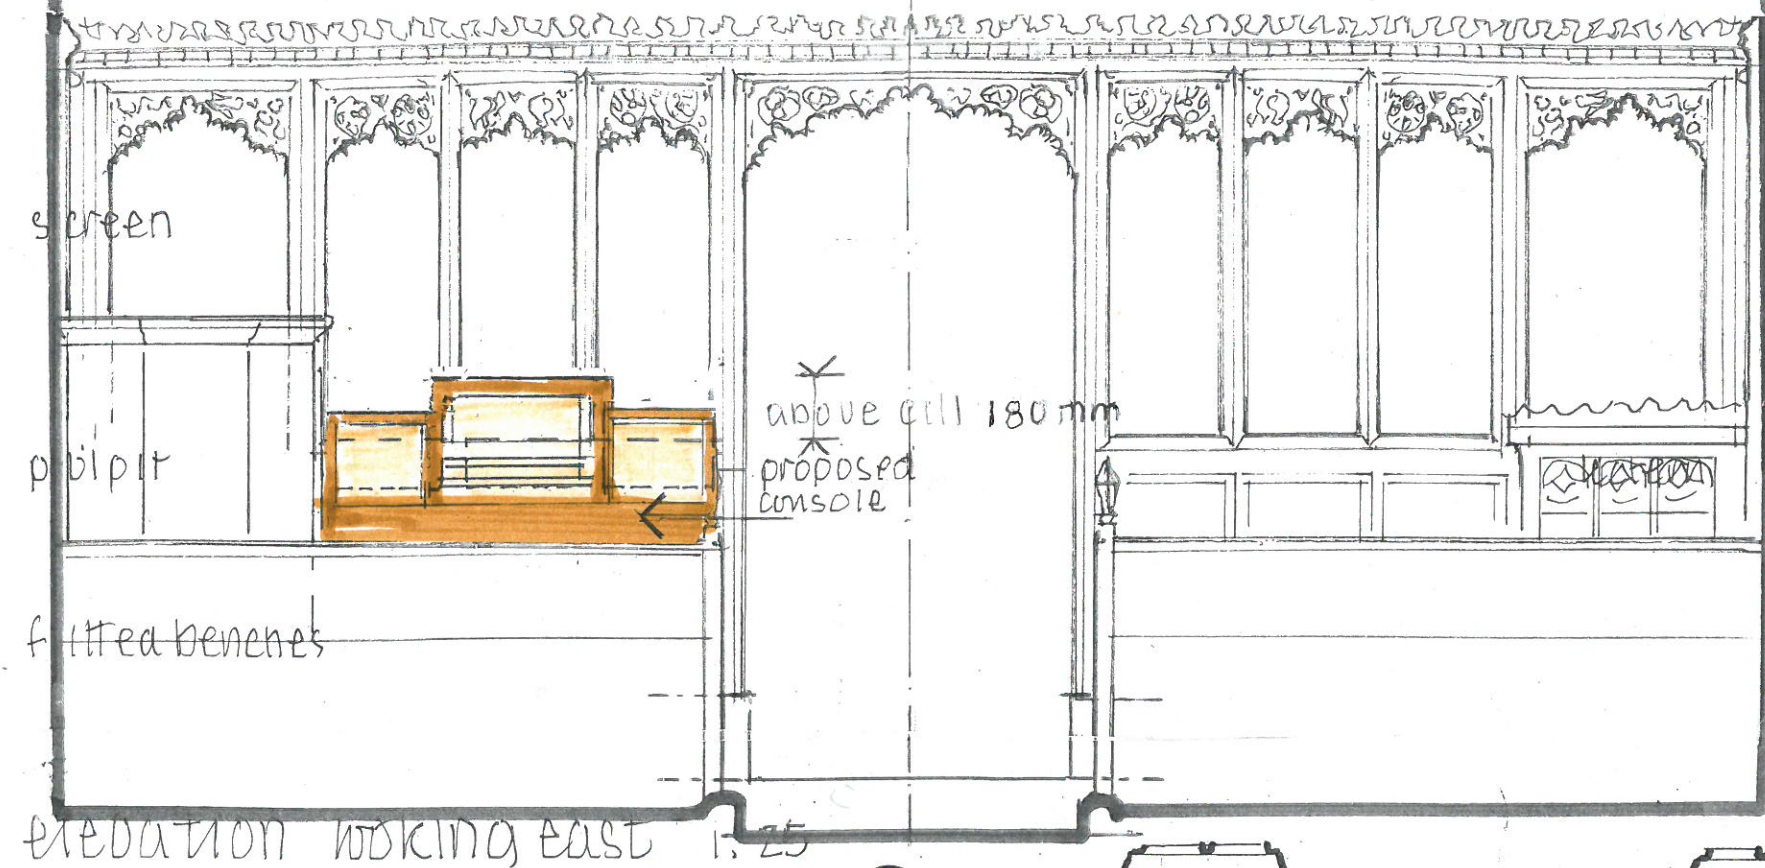 screen
above cill 180mm
pulpit
proposed
console
fitted benches
elevation looking east 1:25